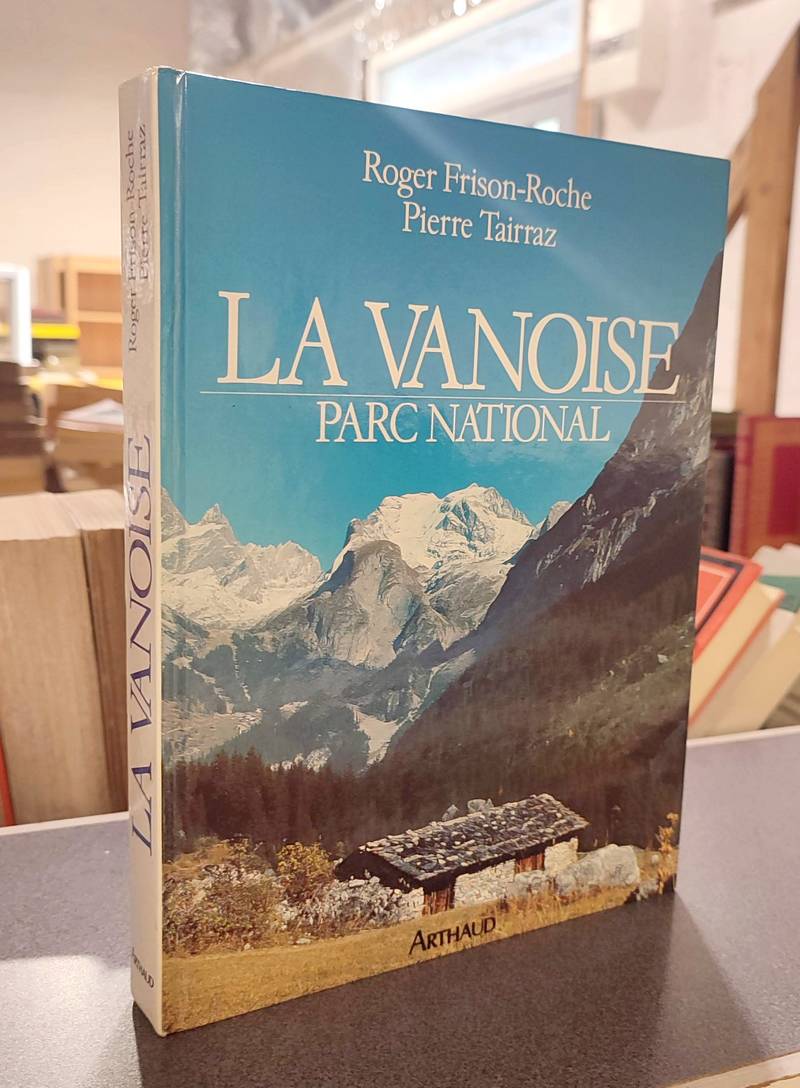 Roger Frison-Roche
Pierre Tairraz
LA VANOISE
PARC NATIONAL
ARTHAUD
Roger Frison-Roche
Pierre Tairraz
LA VANOISE
ARTHAUD